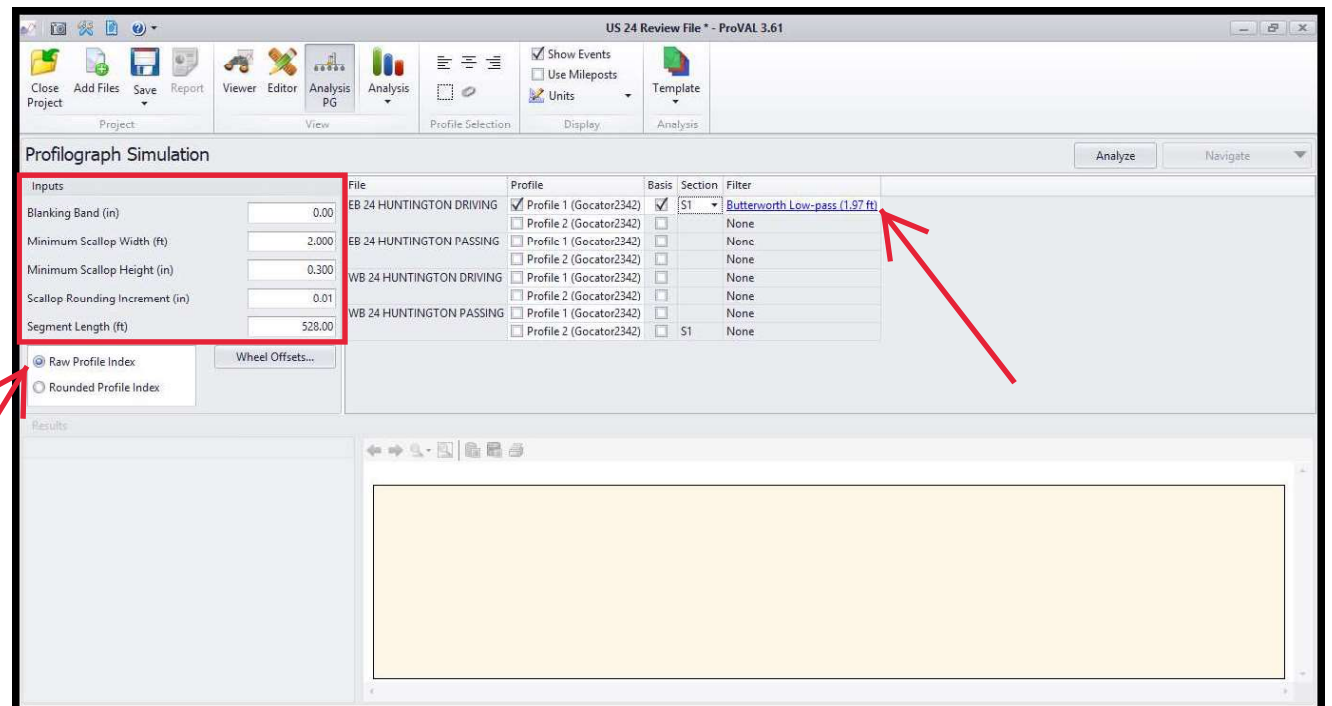 US 24 Review File * - ProVAL 3.61
Close Project
Add Files
Save
Report
Project
Viewer
Editor
Analysis PG
View
Analysis
Profile Selection
Show Events
Use Mileposts
Units
Display
Template
Analysis
Profilograph Simulation
Analyze
Navigate
Inputs
Blanking Band (in) 0.00
Minimum Scallop Width (ft) 2.000
Minimum Scallop Height (in) 0.300
Scallop Rounding Increment (in) 0.01
Segment Length (ft) 528.00
Raw Profile Index
Rounded Profile Index
Wheel Offsets...
File Profile Basis Section Filter
EB 24 HUNTINGTON DRIVING Profile 1 (Gocator2342) S1 Butterworth Low-pass (1.97 ft)
Profile 2 (Gocator2342) None
EB 24 HUNTINGTON PASSING Profile 1 (Gocator2342) None
Profile 2 (Gocator2342) None
WB 24 HUNTINGTON DRIVING Profile 1 (Gocator2342) None
Profile 2 (Gocator2342) None
WB 24 HUNTINGTON PASSING Profile 1 (Gocator2342) None
Profile 2 (Gocator2342) S1 None
Results